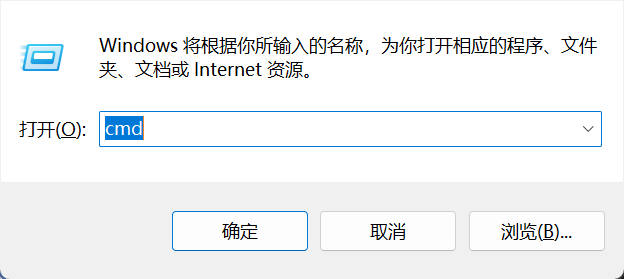 Windows 将根据你所输入的名称，为你打开相应的程序、文件
夹、文档或 Internet 资源。
打开(O): cmd
确定 取消 浏览(B)...